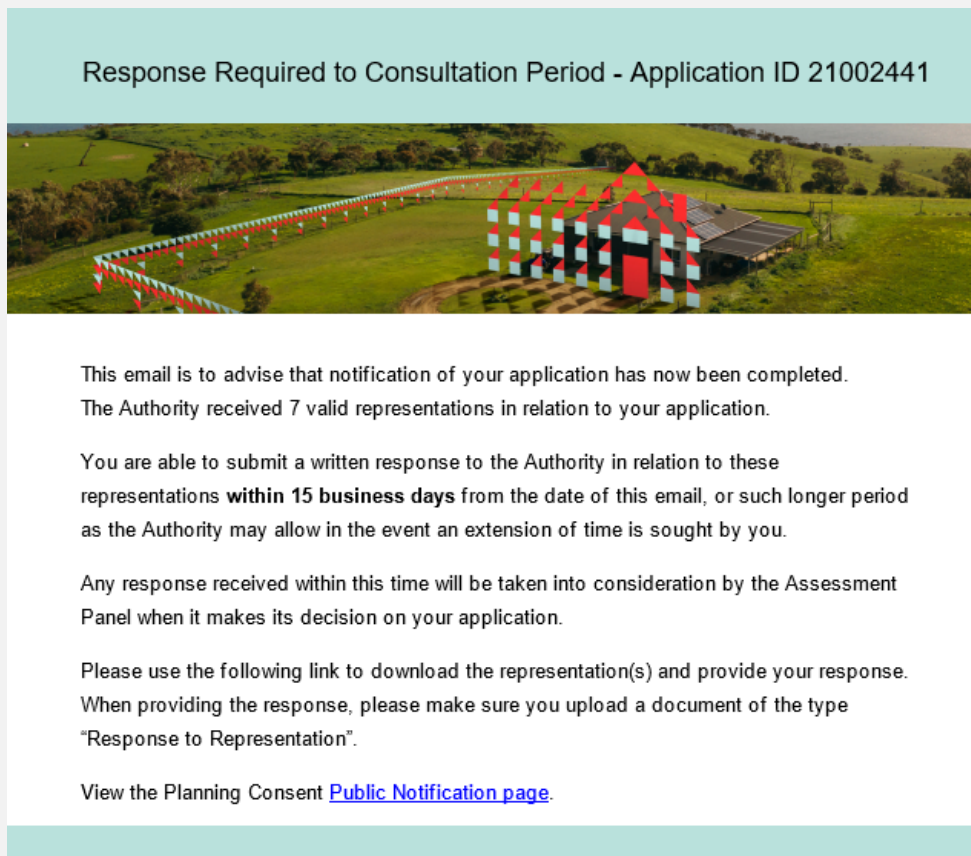 Response Required to Consultation Period - Application ID 21002441
This email is to advise that notification of your application has now been completed.
The Authority received 7 valid representations in relation to your application.
You are able to submit a written response to the Authority in relation to these
representations within 15 business days from the date of this email, or such longer period
as the Authority may allow in the event an extension of time is sought by you.
Any response received within this time will be taken into consideration by the Assessment
Panel when it makes its decision on your application.
Please use the following link to download the representation(s) and provide your response.
When providing the response, please make sure you upload a document of the type
“Response to Representation”.
View the Planning Consent Public Notification page.